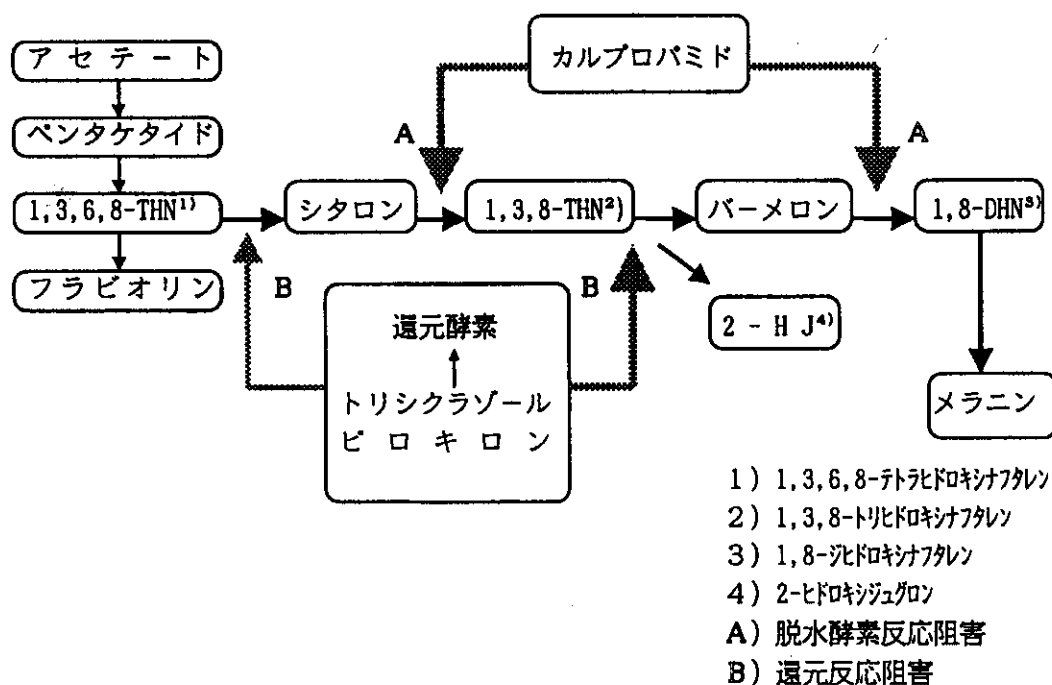 アセテート
カルプロパミド
ペンタケタイド
A
A
1,3,6,8-THN¹⁾
シタロン
1,3,8-THN²⁾
バーメロン
1,8-DHN³⁾
フラビオリン
B
B
還元酵素
2-HJ⁴⁾
トリシクラゾール
ピロキロン
メラニン
1) 1,3,6,8-テトラヒドロキシナフタレン
2) 1,3,8-トリヒドロキシナフタレン
3) 1,8-ジヒドロキシナフタレン
4) 2-ヒドロキシジュグロン
A) 脱水酵素反応阻害
B) 還元反応阻害